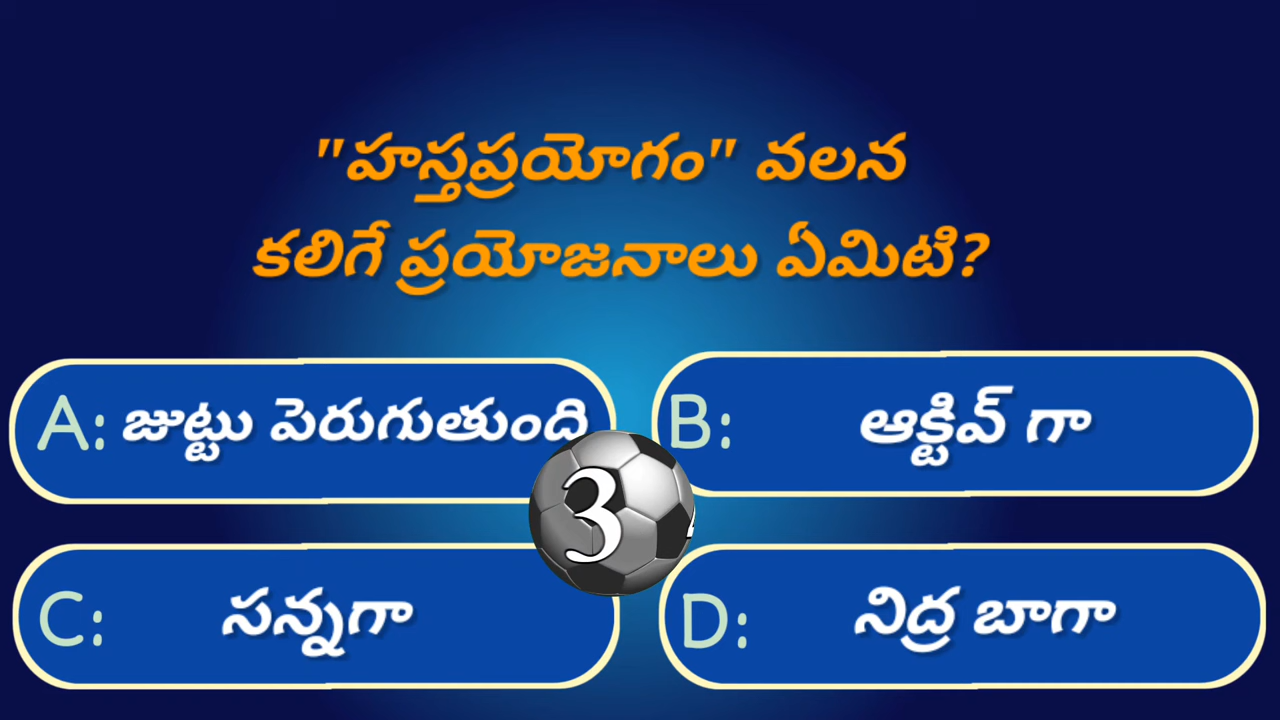 "హస్తప్రయోగం" వలన
కలిగే ప్రయోజనాలు ఏమిటి?
A: జుట్టు పెరుగుతుంది
B: ఆక్టివ్ గా
3
C: సన్నగా
D: నిద్ర బాగా